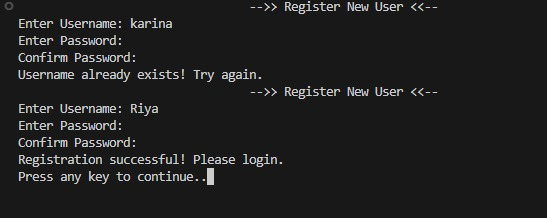 -->> Register New User <<--
Enter Username: karina
Enter Password:
Confirm Password:
Username already exists! Try again.
-->> Register New User <<--
Enter Username: Riya
Enter Password:
Confirm Password:
Registration successful! Please login.
Press any key to continue..